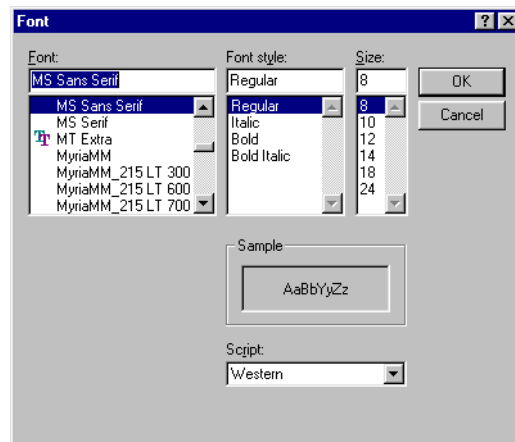 Font
Font:
MS Sans Serif
MS Sans Serif
MS Serif
MT Extra
MyriaMM
MyriaMM_215 LT 300
MyriaMM_215 LT 600
MyriaMM_215 LT 700
Font style:
Regular
Regular
Italic
Bold
Bold Italic
Size:
8
8
10
12
14
18
24
OK
Cancel
Sample
AaBbYyZz
Script:
Western